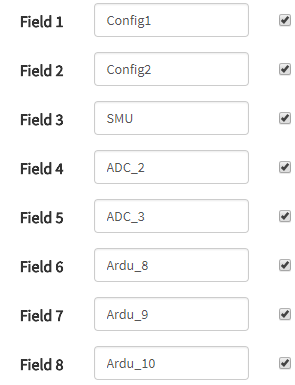 Field 1 Config1
Field 2 Config2
Field 3 SMU
Field 4 ADC_2
Field 5 ADC_3
Field 6 Ardu_8
Field 7 Ardu_9
Field 8 Ardu_10